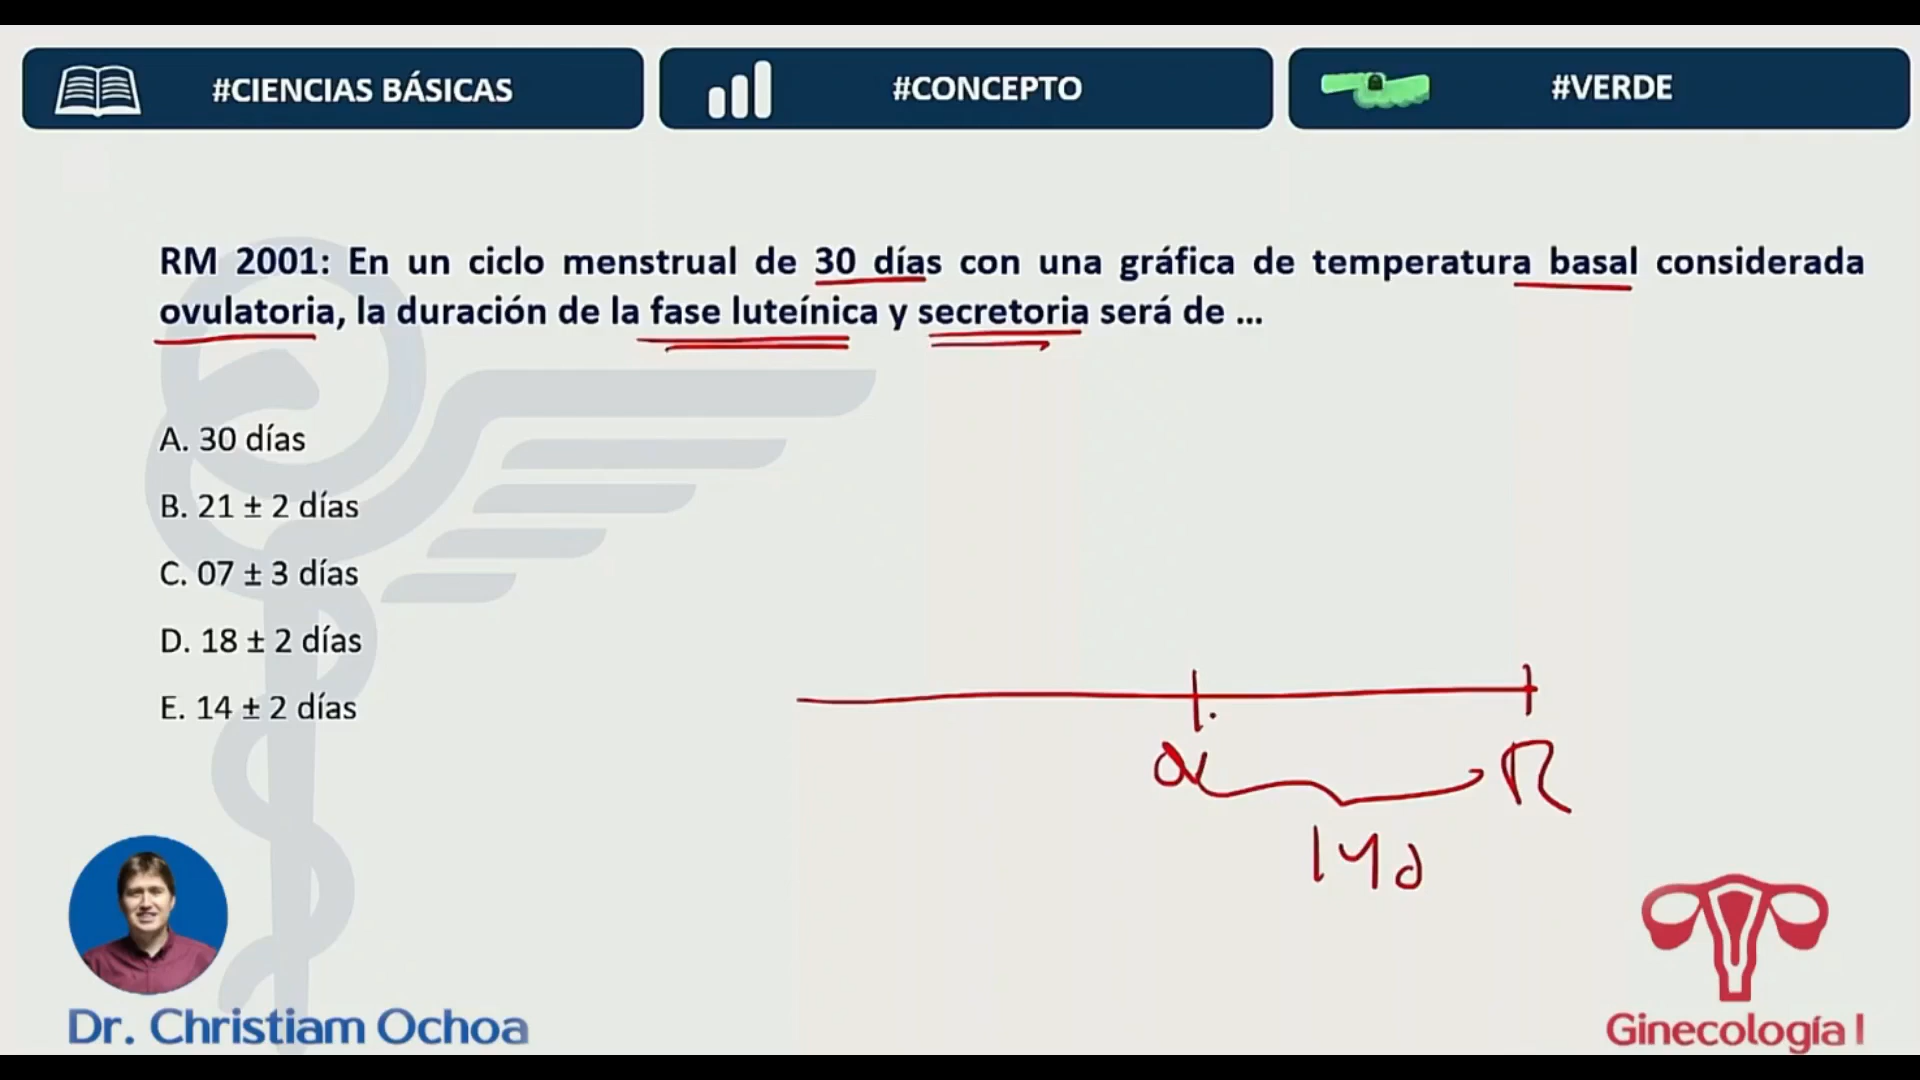 #CIENCIAS BÁSICAS
#CONCEPTO
#VERDE
RM 2001: En un ciclo menstrual de 30 días con una gráfica de temperatura basal considerada
ovulatoria, la duración de la fase luteínica y secretoria será de ...
A. 30 días
B. 21 ± 2 días
C. 07 ± 3 días
D. 18 ± 2 días
E. 14 ± 2 días
R
14d
Dr. Christiam Ochoa
Ginecología I